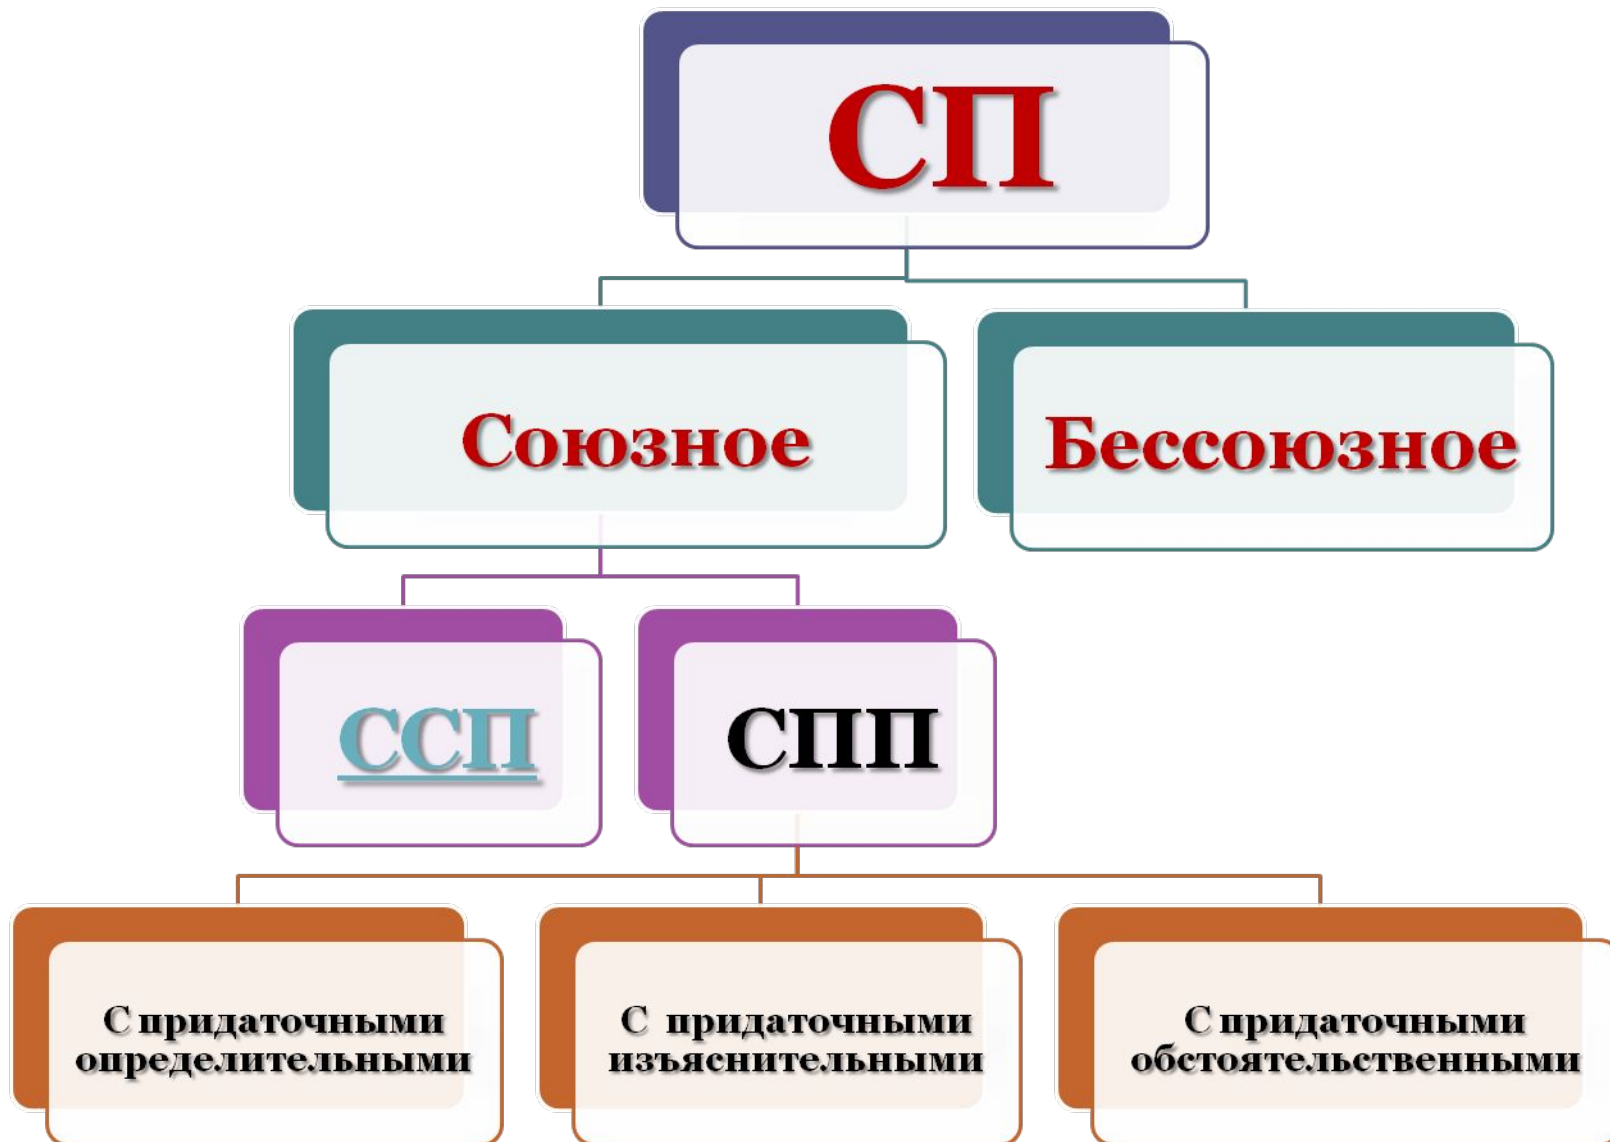 СП
Союзное
Бессоюзное
ССП
СПП
С придаточными
определительными
С придаточными
изъяснительными
С придаточными
обстоятельственными